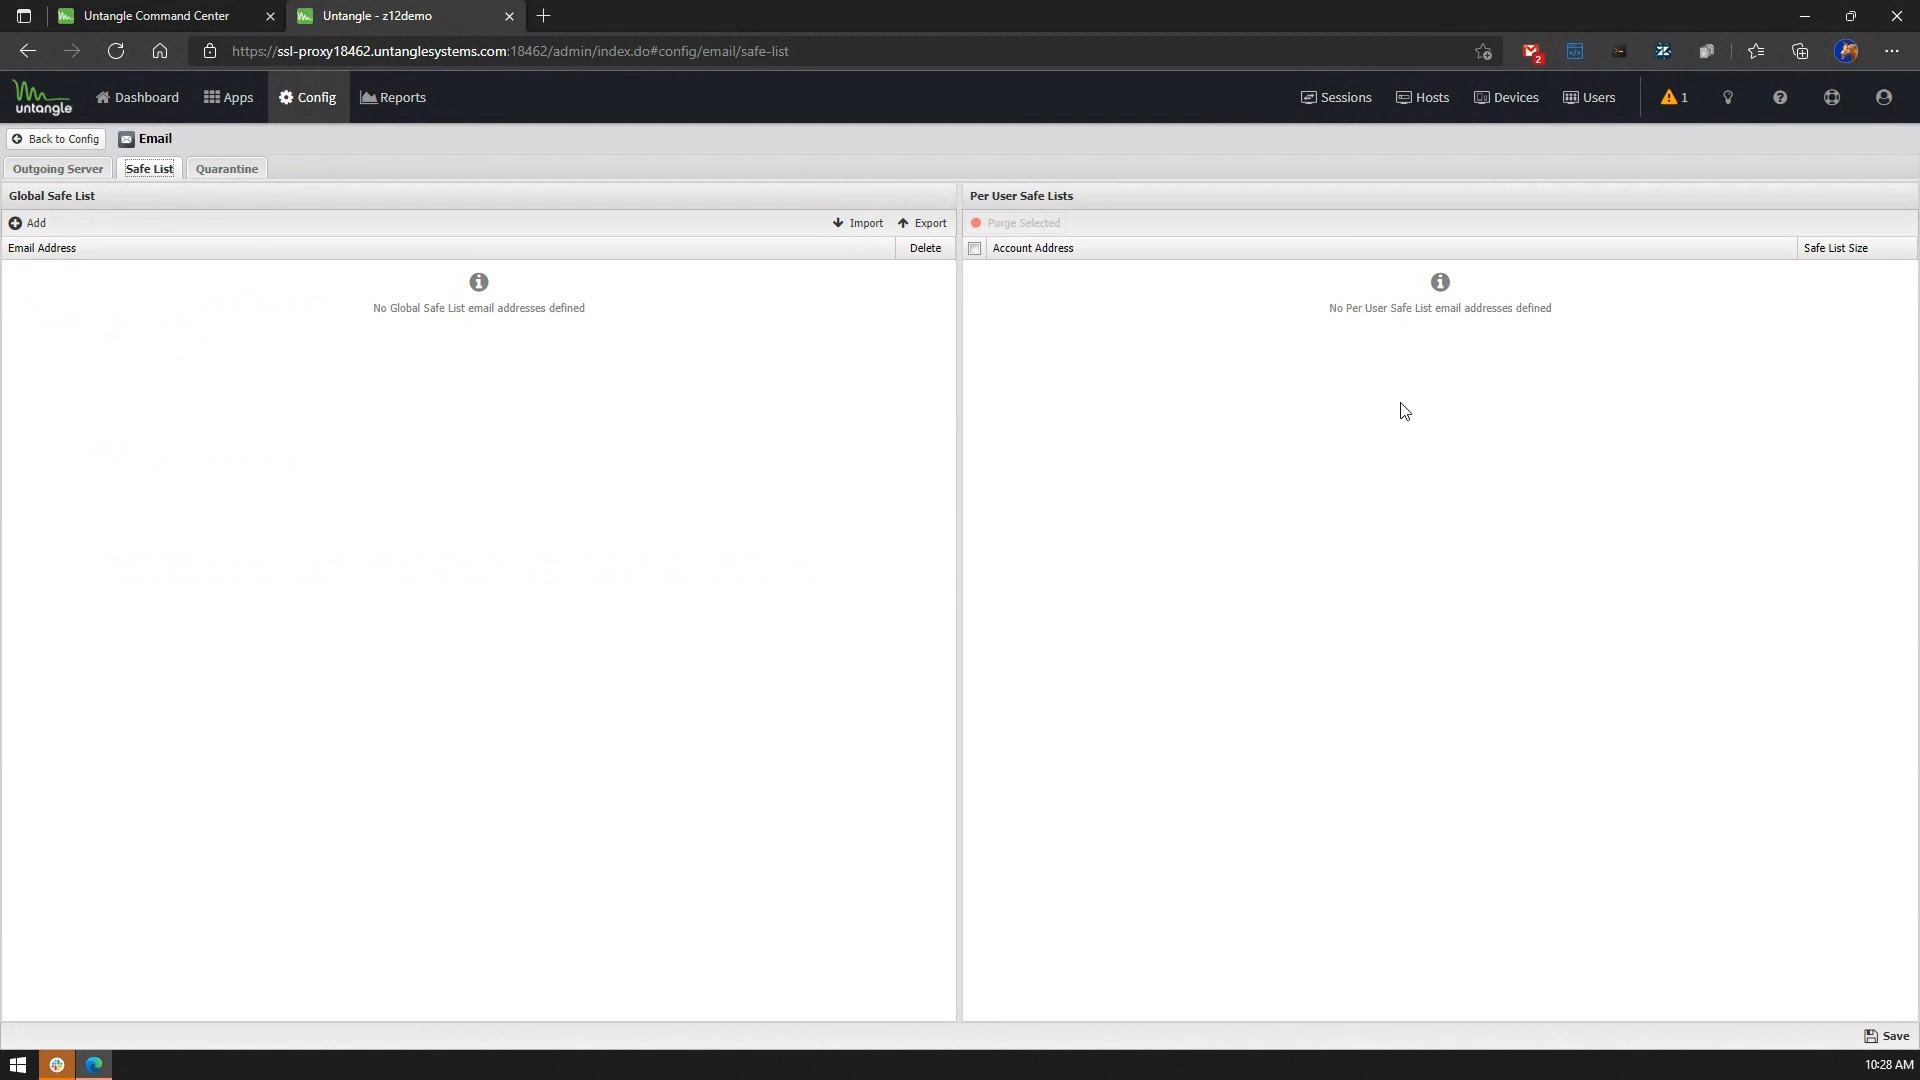 Untangle Command Center
Untangle - z12demo
https://ssl-proxy18462.untanglesystems.com:18462/admin/index.do#config/email/safe-list
2
untangle
Dashboard
Apps
Config
Reports
Sessions
Hosts
Devices
Users
1
Back to Config
Email
Outgoing Server
Safe List
Quarantine
Global Safe List
Add
Import
Export
Email Address
Delete
No Global Safe List email addresses defined
Per User Safe Lists
Purge Selected
Account Address
Safe List Size
No Per User Safe List email addresses defined
Save
10:28 AM